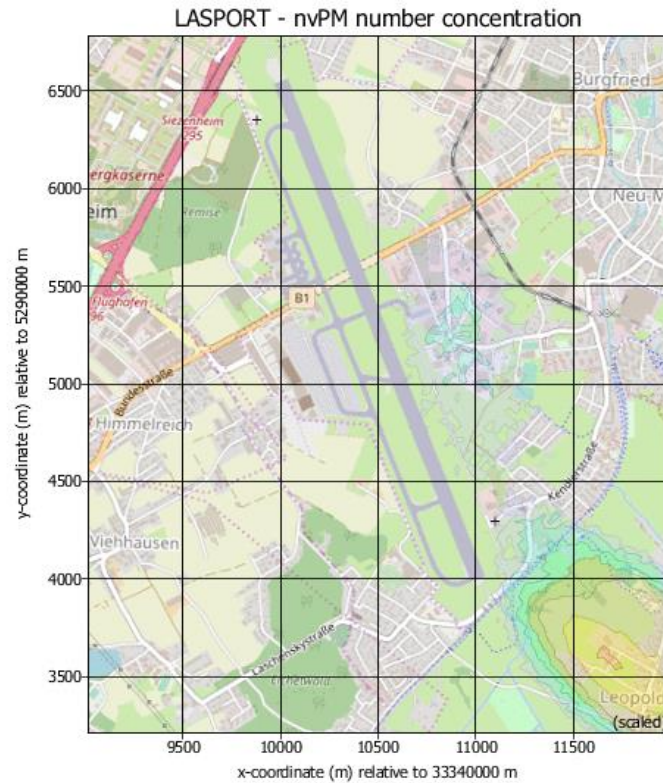 LASPORT - nvPM number concentration
6500
6000
5500
5000
4500
4000
3500
y-coordinate (m) relative to 5290000 m
Burgfried
Siezenheim
295
ergkaserne
Remise
Neu-M
eim
Flughafen
B1
Bundesstraße
Himmelreich
Kendlerstraße
Viehhausen
Laschenskystraße
Eichetwald
Leopold
(scaled
9500
10000
10500
11000
11500
x-coordinate (m) relative to 33340000 m